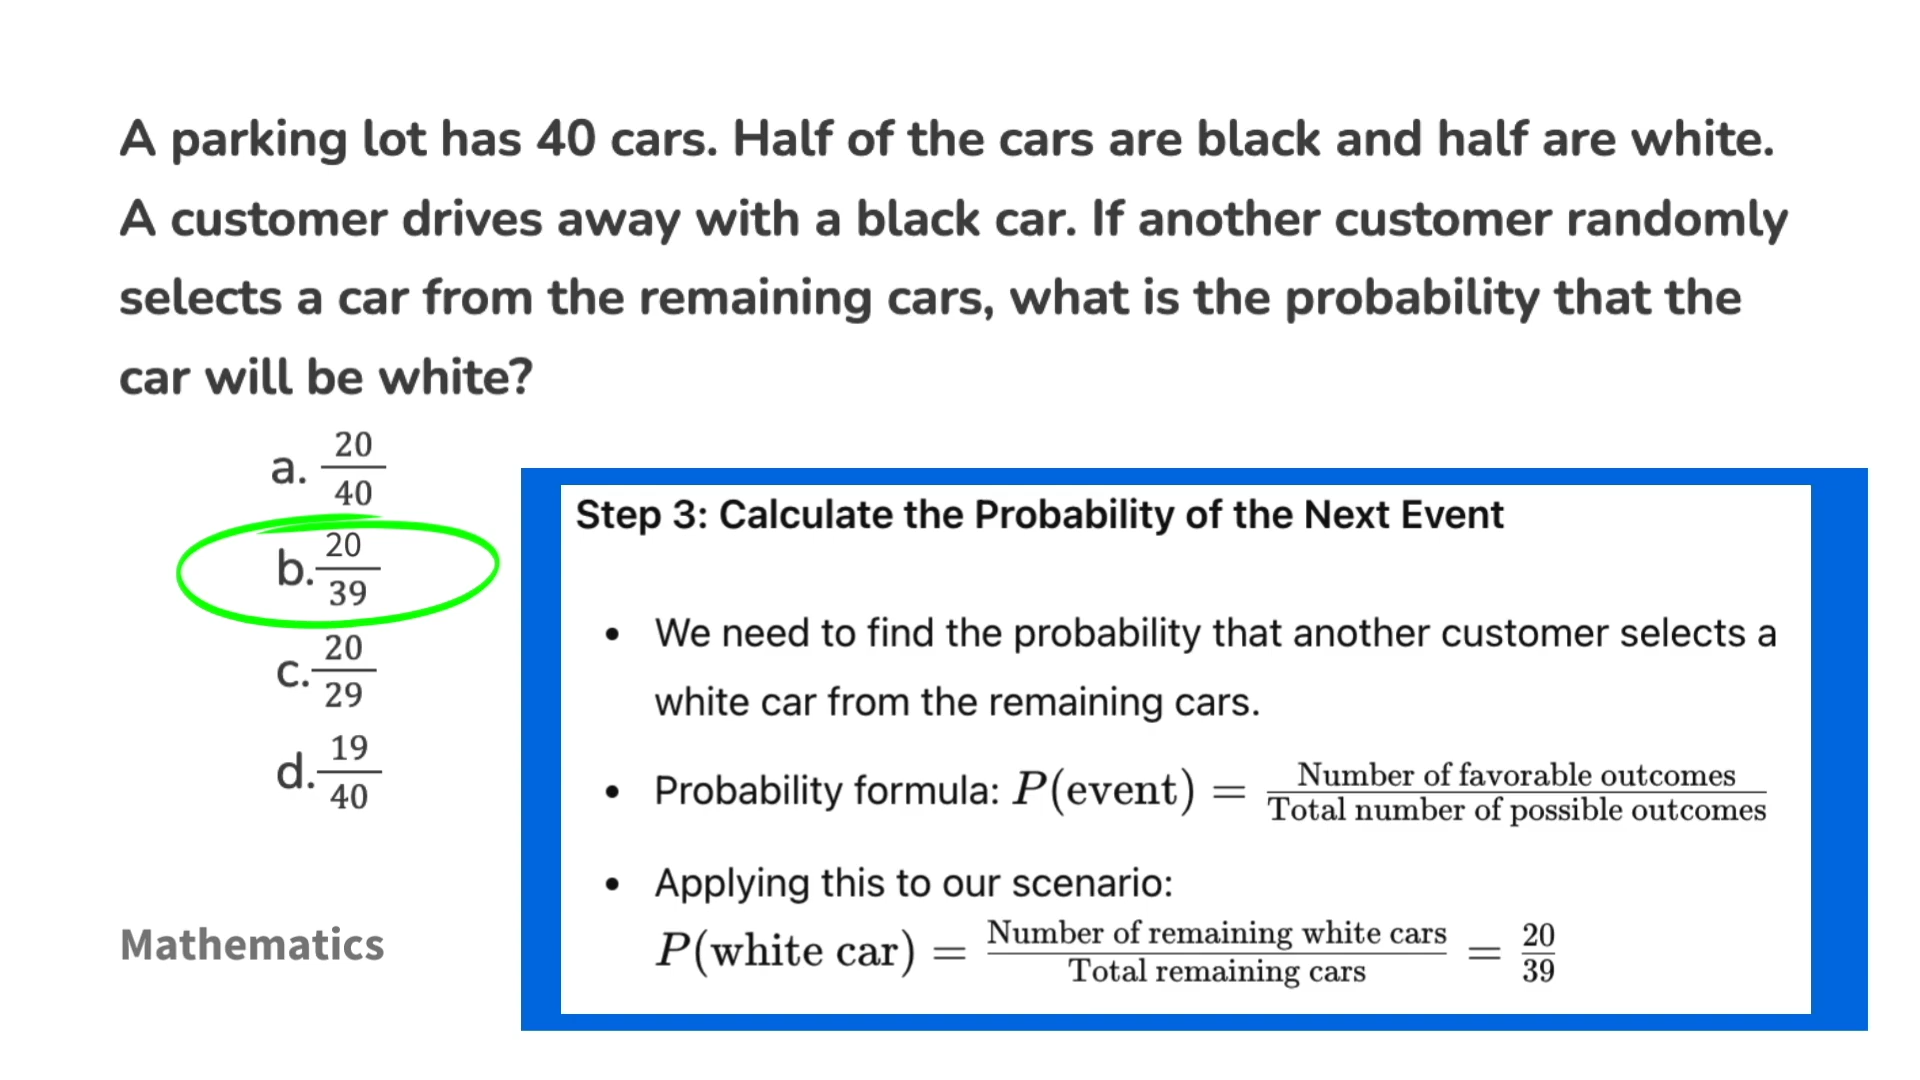 A parking lot has 40 cars. Half of the cars are black and half are white.
A customer drives away with a black car. If another customer randomly
selects a car from the remaining cars, what is the probability that the
car will be white?
a. 20/40
b. 20/39
c. 20/29
d. 19/40
Step 3: Calculate the Probability of the Next Event
• We need to find the probability that another customer selects a
white car from the remaining cars.
• Probability formula: P(event) = Number of favorable outcomes/Total number of possible outcomes
• Applying this to our scenario:
P(white car) = Number of remaining white cars/Total remaining cars = 20/39
Mathematics